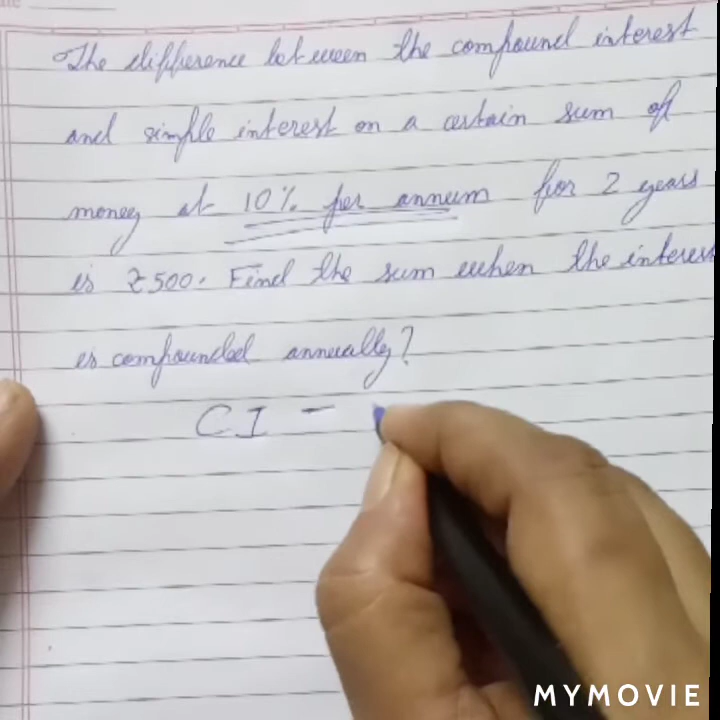 The difference between the compound interest
and simple interest on a certain sum of
money at 10% per annum for 2 years
is ₹500. Find the sum when the interest
is compounded annually?
CI -
MYMOVIE